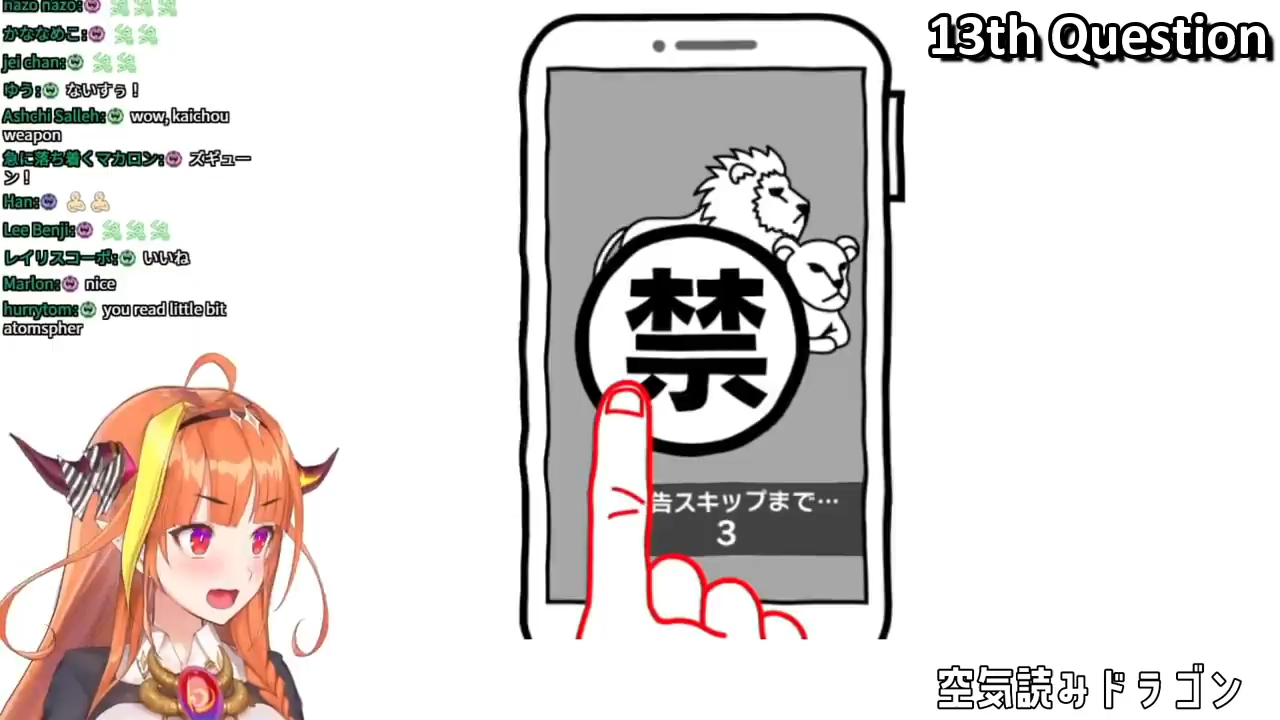 nazo nazo:
かななめこ:
jei chan:
ゆう: ないすぅ！
Ashchi Salleh: wow, kaichou
weapon
急に落ち着くマカロン: ズギュー
ン！
Han:
Lee Benji:
レイリスコーポ: いいね
Marlon: nice
hurrytom: you read little bit
atomspher
13th Question
禁
告スキップまで…
3
空気読みドラゴン